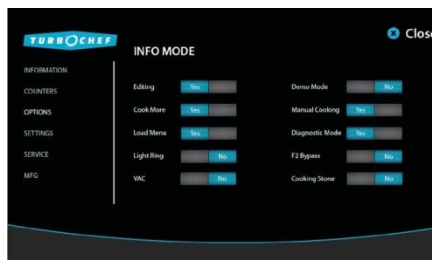 TURBOCHEF
Close
INFO MODE
INFORMATION
COUNTERS
OPTIONS
SETTINGS
SERVICE
MFG
Editing Yes
Cook More Yes
Load Menu Yes
Light Ring No
VAC No
Demo Mode No
Manual Cooking Yes
Diagnostic Mode Yes
F2 Bypass No
Cooking Stone No